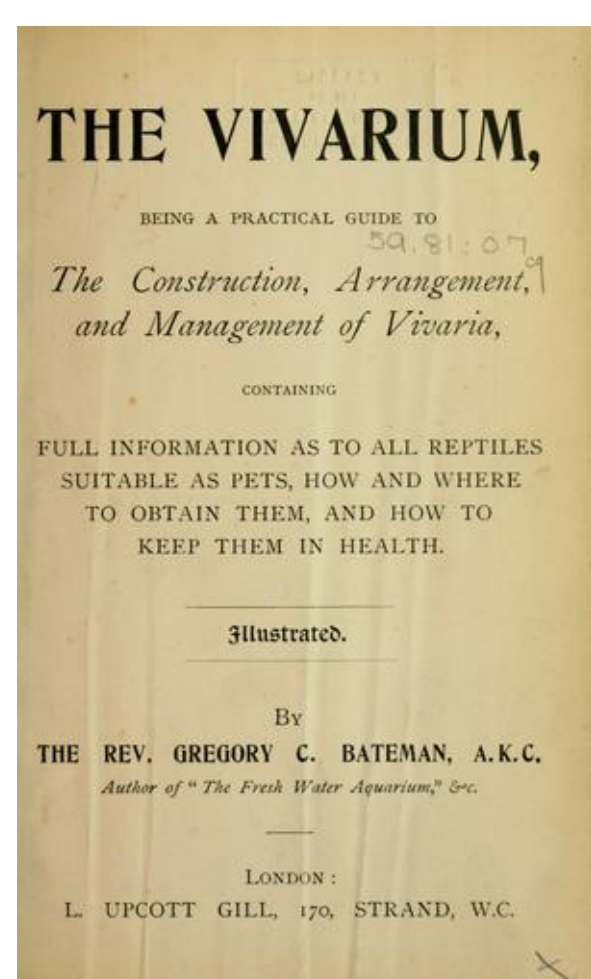 THE VIVARIUM,
BEING A PRACTICAL GUIDE TO
59.81:07
The Construction, Arrangement,
and Management of Vivaria,
CONTAINING
FULL INFORMATION AS TO ALL REPTILES
SUITABLE AS PETS, HOW AND WHERE
TO OBTAIN THEM, AND HOW TO
KEEP THEM IN HEALTH.
Illustrated.
BY
THE REV. GREGORY C. BATEMAN, A.K.C.
Author of "The Fresh Water Aquarium," &c.
LONDON:
L. UPCOTT GILL, 170, STRAND, W.C.